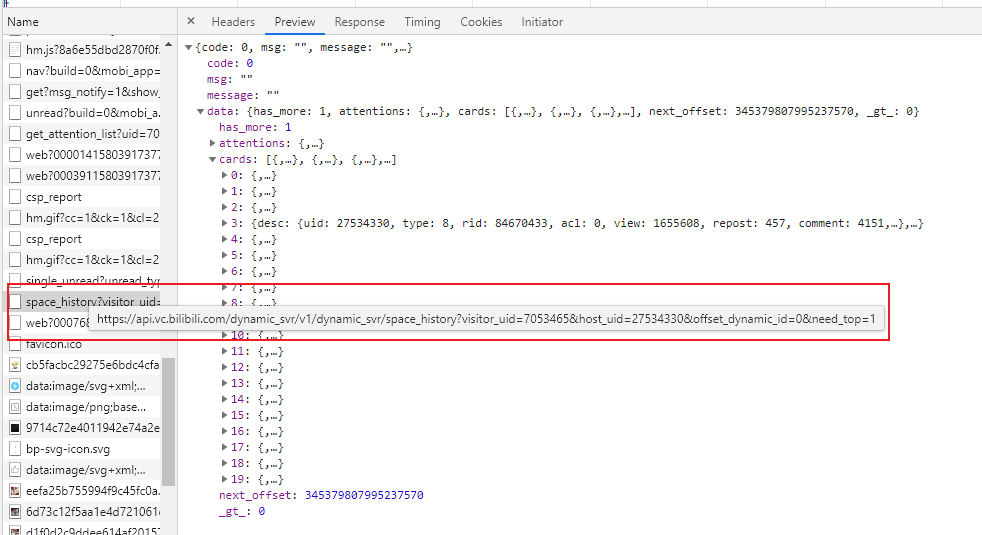 Name
× Headers Preview Response Timing Cookies Initiator
hm.js?8a6e55dbd2870f0f.
nav?build=0&mobi_app=
get?msg_notify=1&show_
unread?build=0&mobi_a.
get_attention_list?uid=70
web?00001415803917377
web?00039115803917377
csp_report
hm.gif?cc=1&ck=1&cl=2
csp_report
hm.gif?cc=1&ck=1&cl=2
single_unread?unread_typ
space_history?visitor_uid=
web?000768
favicon.ico
cb5facbc29275e6bdc4cfa
data:image/svg+xml;...
data:image/png;base...
9714c72e4011942e74a2e
bp-svg-icon.svg
data:image/svg+xml;...
eefa25b755994f9c45fc0a.
6d73c12f5aa1e4d721061
d1f0d2c9ddee614af20157
{code: 0, msg: "", message: "",…}
code: 0
msg: ""
message: ""
data: {has_more: 1, attentions: {,…}, cards: [{,…}, {,…}, {,…},…], next_offset: 345379807995237570, _gt_: 0}
has_more: 1
attentions: {,…}
cards: [{,…}, {,…}, {,…},…]
0: {,…}
1: {,…}
2: {,…}
3: {desc: {uid: 27534330, type: 8, rid: 84670433, acl: 0, view: 1655608, repost: 457, comment: 4151,…},…}
4: {,…}
5: {,…}
6: {,…}
7: {,…}
8: {,…}
https://api.vc.bilibili.com/dynamic_svr/v1/dynamic_svr/space_history?visitor_uid=7053465&host_uid=27534330&offset_dynamic_id=0&need_top=1
10: {,…}
11: {,…}
12: {,…}
13: {,…}
14: {,…}
15: {,…}
16: {,…}
17: {,…}
18: {,…}
19: {,…}
next_offset: 345379807995237570
_gt_: 0